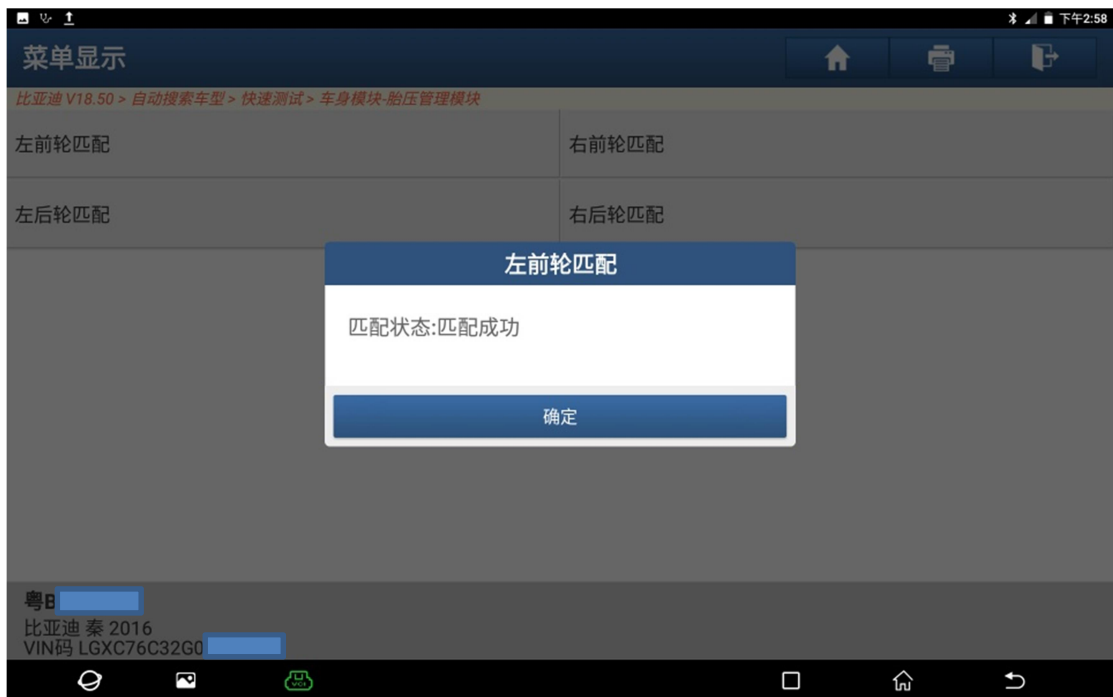 下午2:58
菜单显示
比亚迪 V18.50 > 自动搜索车型 > 快速测试 > 车身模块-胎压管理模块
左前轮匹配
右前轮匹配
左后轮匹配
右后轮匹配
左前轮匹配
匹配状态:匹配成功
确定
粤B
比亚迪 秦 2016
VIN码 LGXC76C32G0
VCI